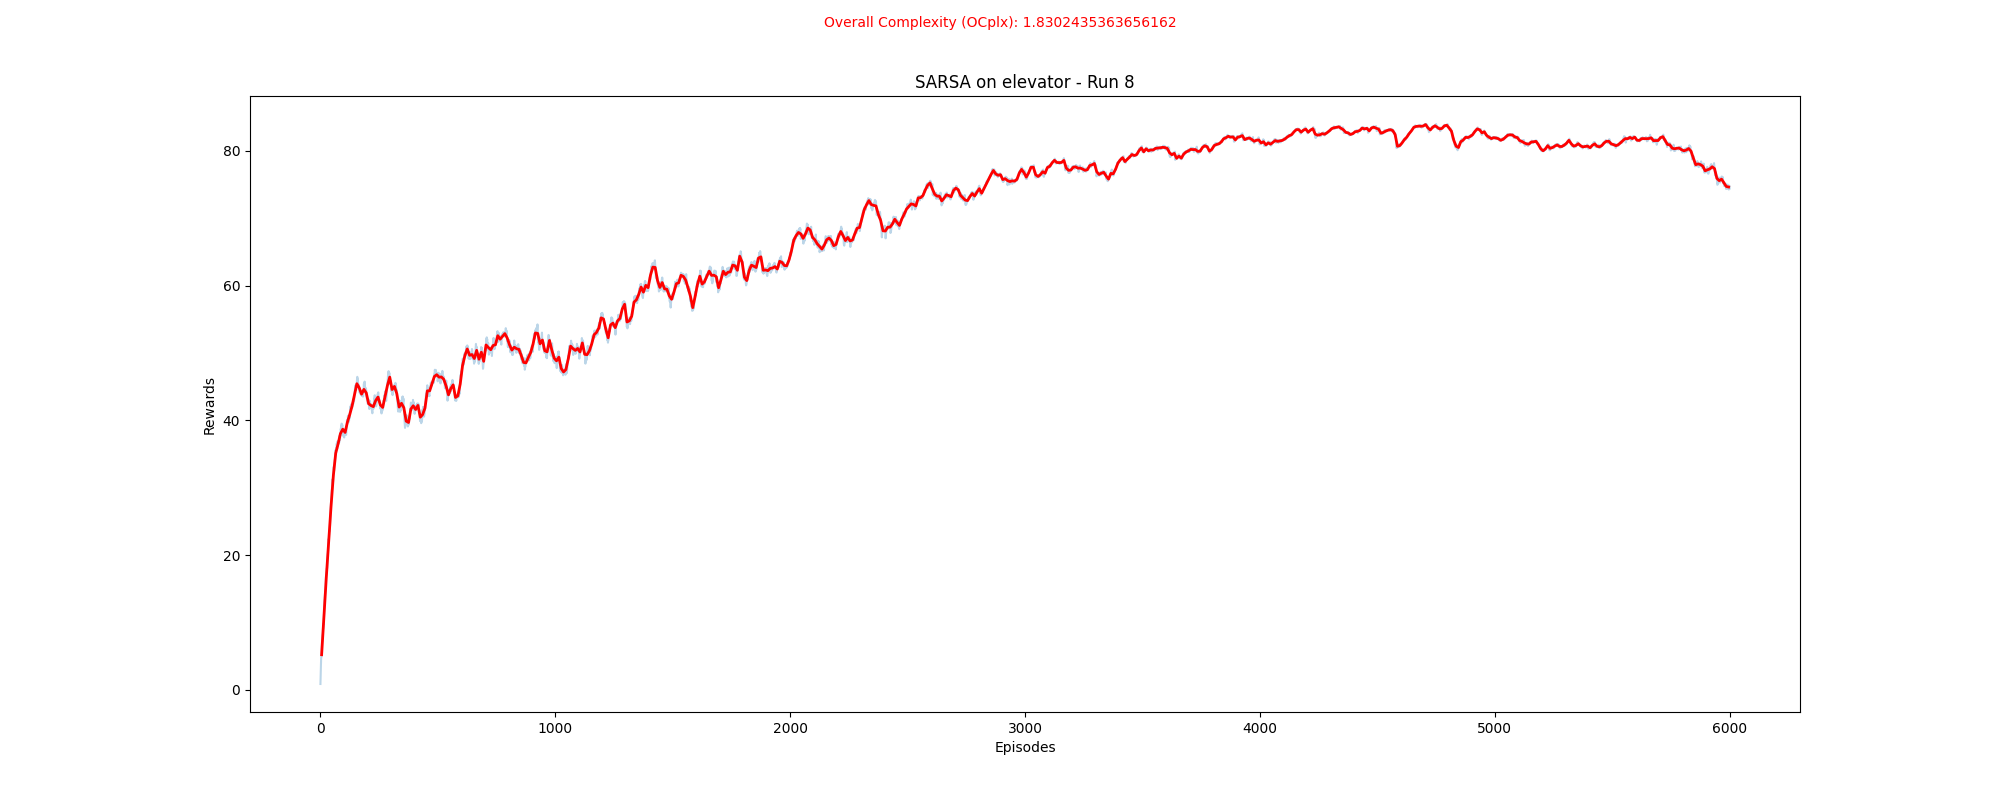 Overall Complexity (OCplx): 1.8302435363656162
SARSA on elevator - Run 8
Rewards
80
60
40
20
0
0 1000 2000 3000 4000 5000 6000
Episodes